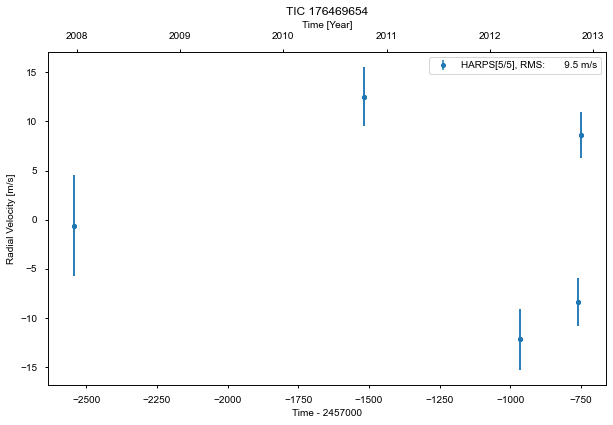 TIC 176469654
Time [Year]
2008 2009 2010 2011 2012 2013
HARPS[5/5], RMS: 9.5 m/s
15
10
5
0
−5
−10
−15
Radial Velocity [m/s]
−2500 −2250 −2000 −1750 −1500 −1250 −1000 −750
Time - 2457000